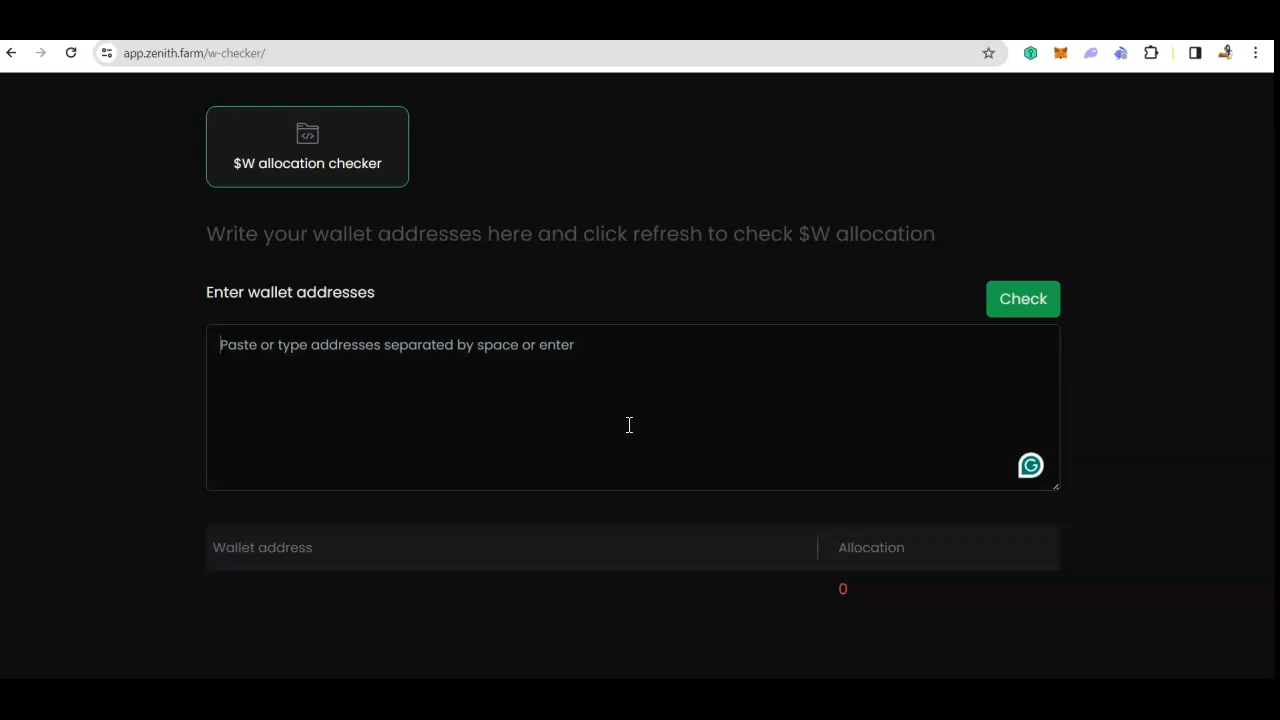 app.zenith.farm/w-checker/
$W allocation checker
Write your wallet addresses here and click refresh to check $W allocation
Enter wallet addresses
Check
Paste or type addresses separated by space or enter
Wallet address
Allocation
0